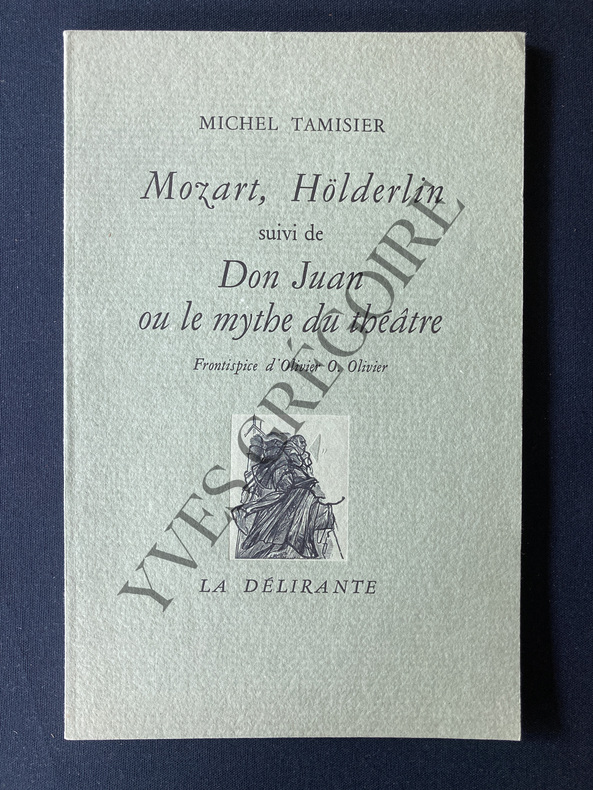 MICHEL TAMISIER
Mozart, Hölderlin
suivi de
Don Juan
ou le mythe du théâtre
Frontispice d'Olivier O. Olivier
LA DÉLIRANTE
YVES GRÉGOIRE